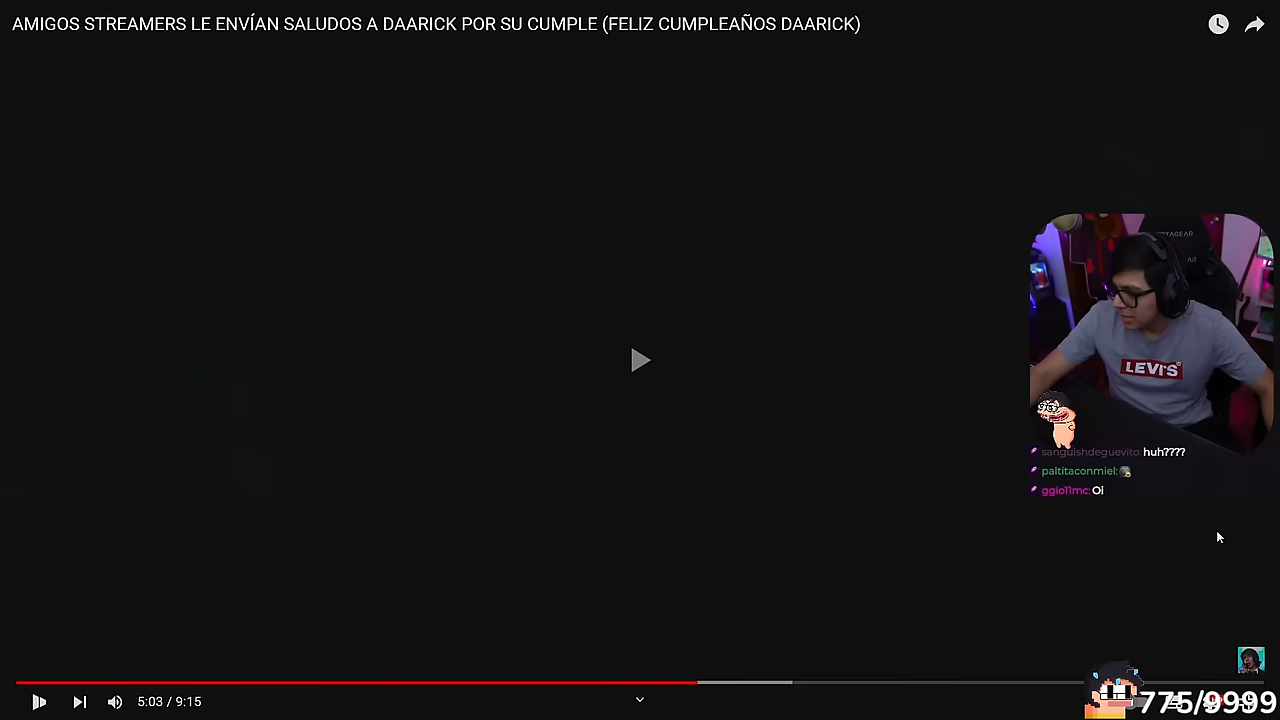 AMIGOS STREAMERS LE ENVÍAN SALUDOS A DAARICK POR SU CUMPLE (FELIZ CUMPLEAÑOS DAARICK)
LEVI'S
sanguishdeguevito: huh????
paltitaconmiel:
ggio11mc: Oi
5:03 / 9:15
775/9999